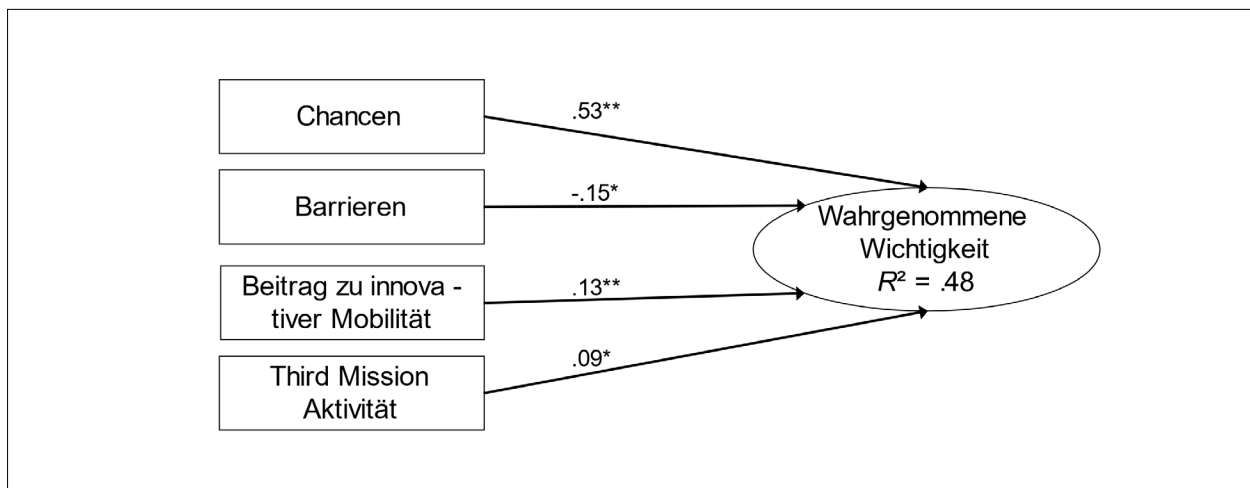 Chancen
.53**
Barrieren
-.15*
Wahrgenommene
Wichtigkeit
R² = .48
Beitrag zu innova -
tiver Mobilität
.13**
Third Mission
Aktivität
.09*